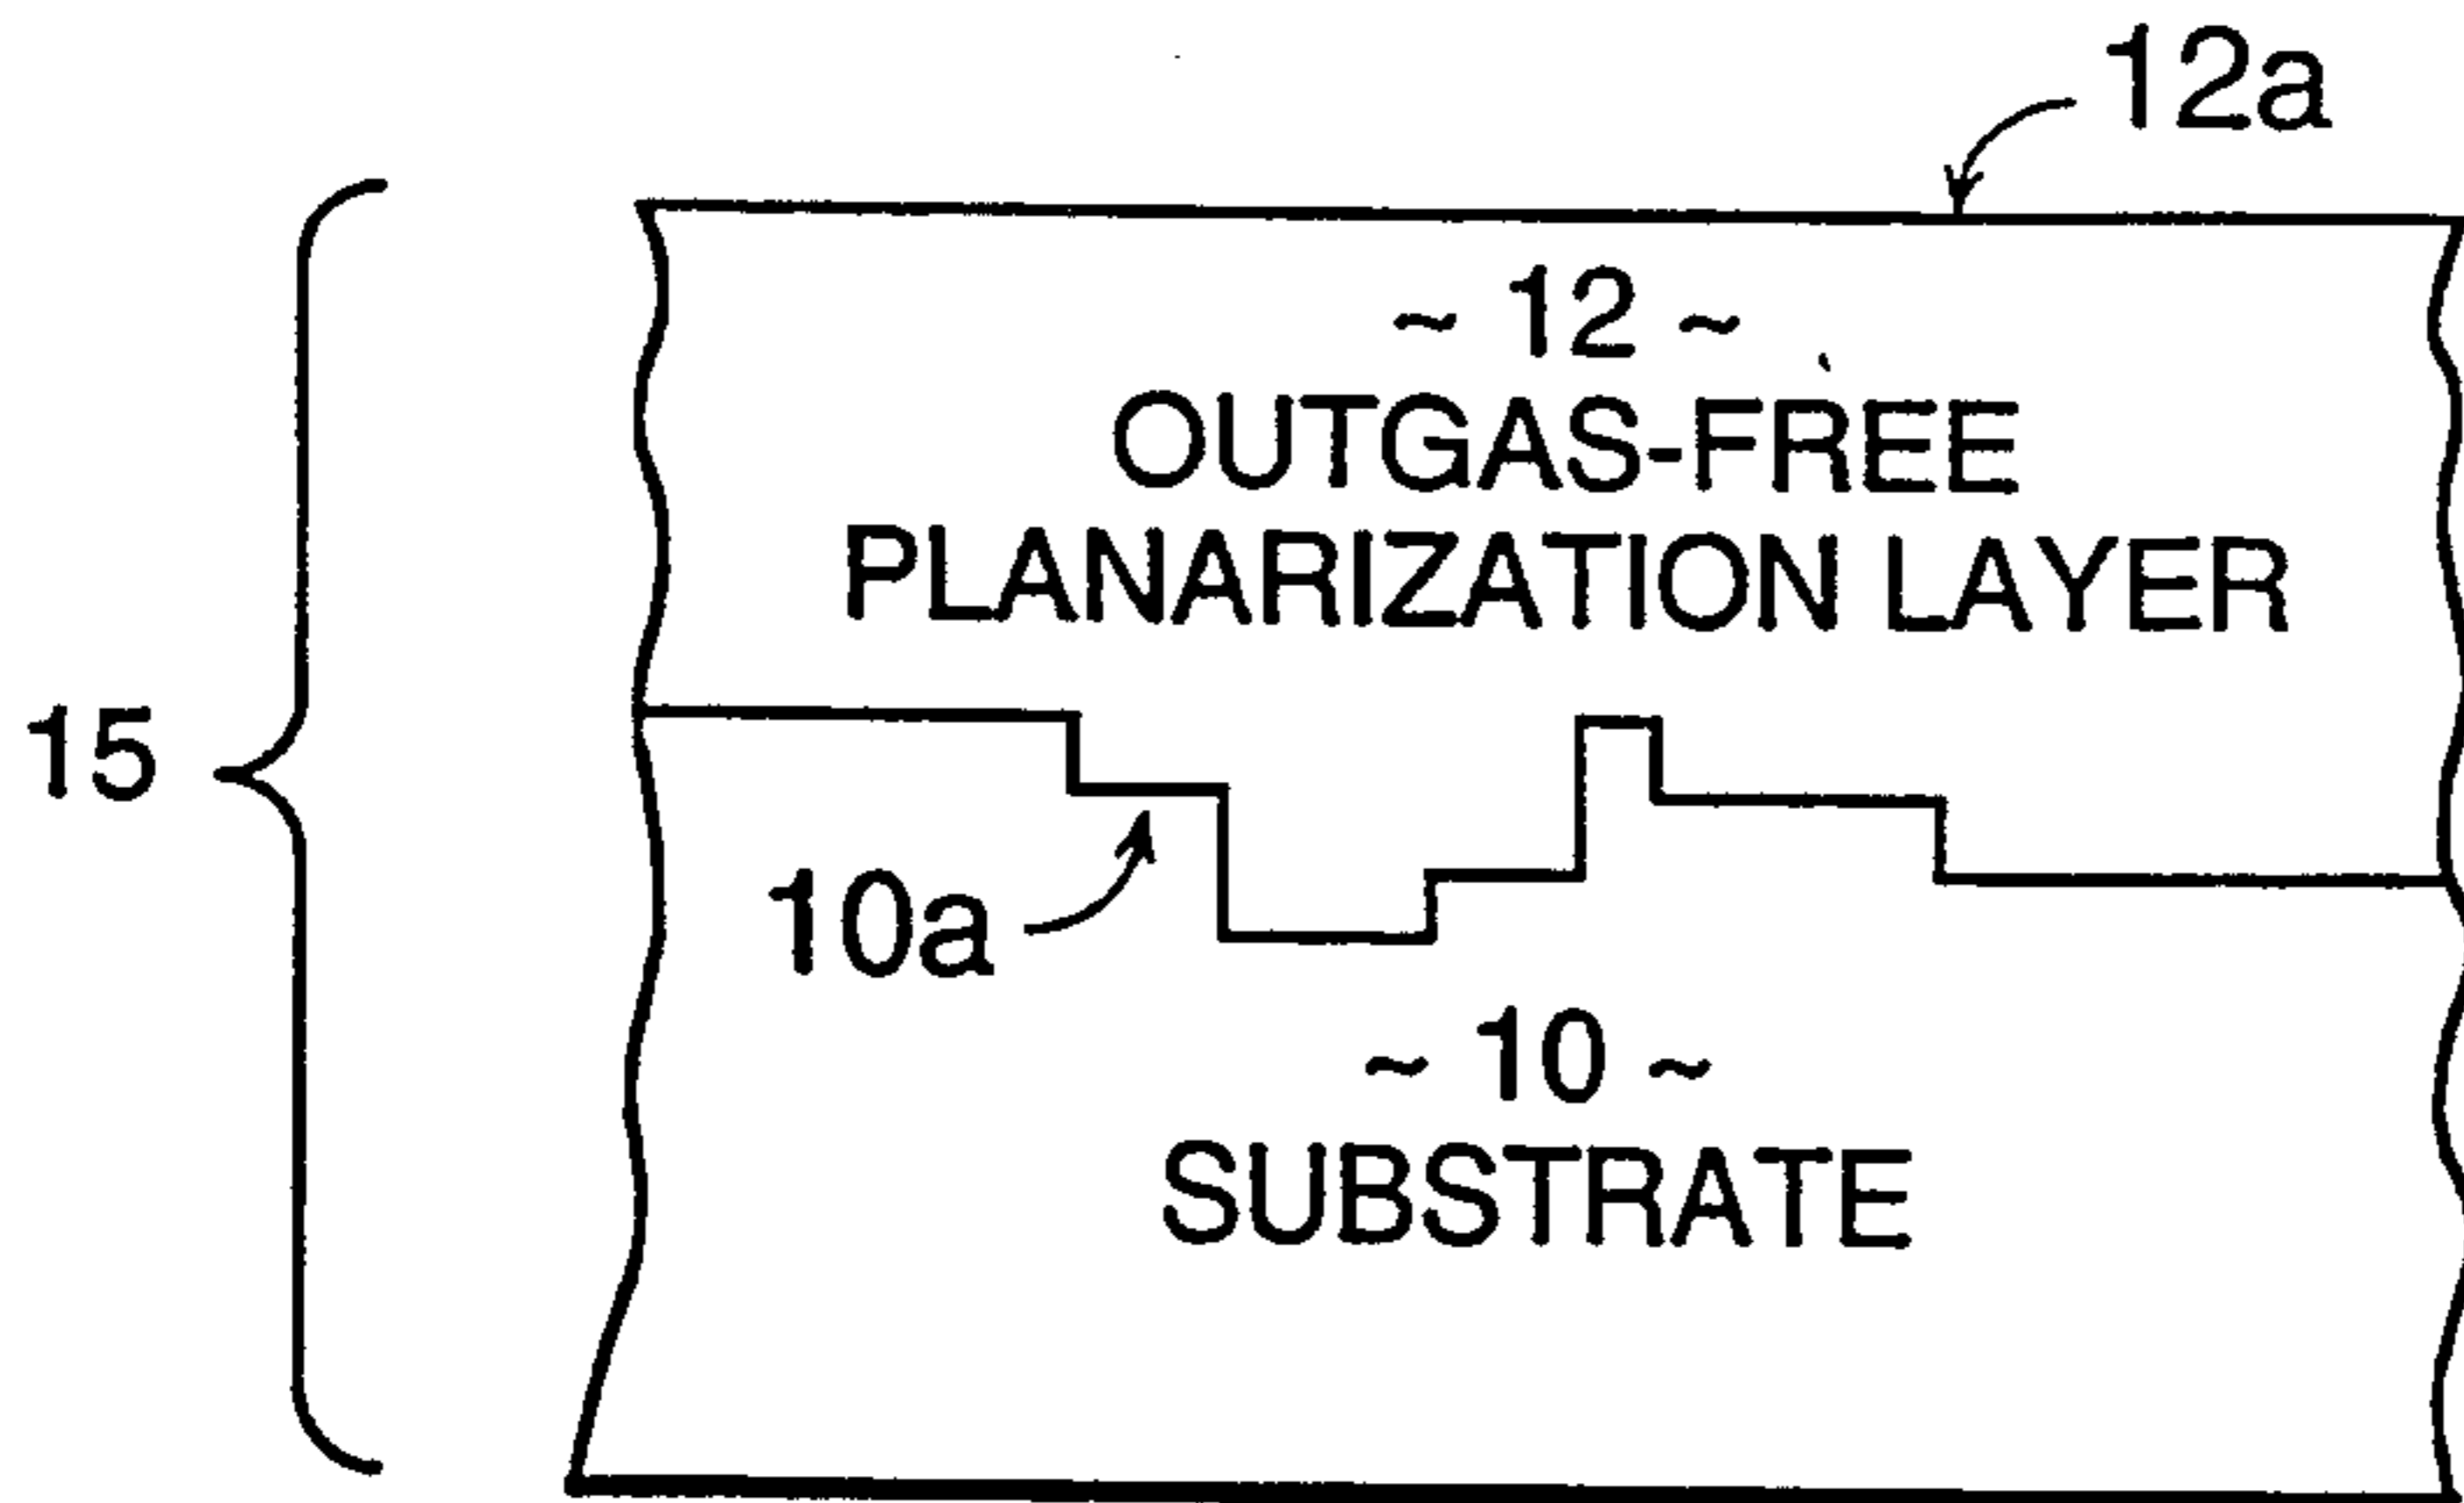 12a
~ 12 ~
OUTGAS-FREE
PLANARIZATION LAYER
15
10a
~ 10 ~
SUBSTRATE